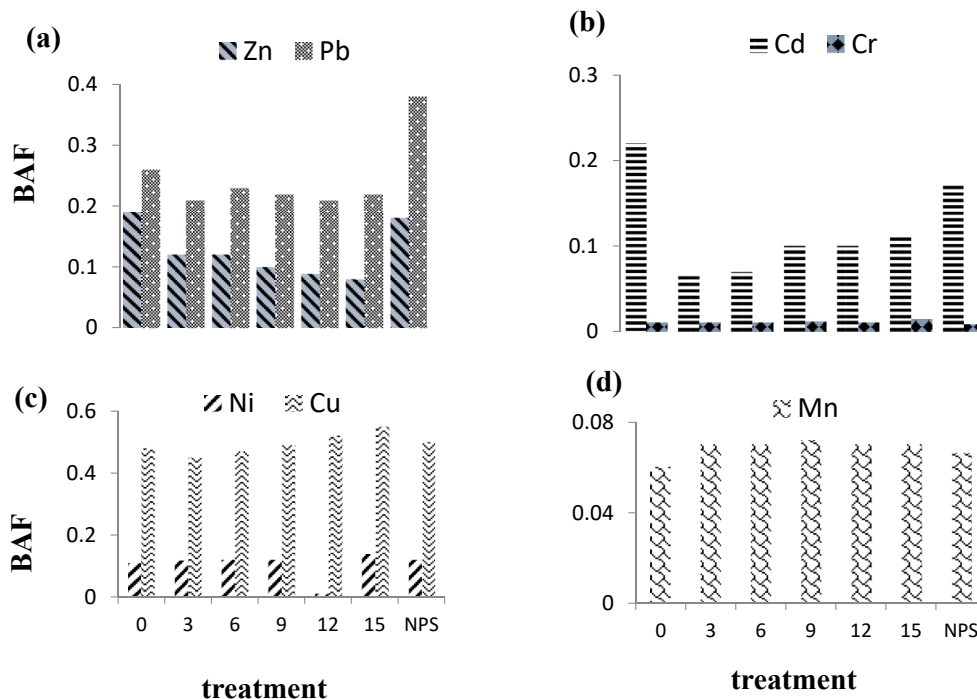 (a)
Zn Pb
BAF
0.4
0.3
0.2
0.1
0
(b)
Cd Cr
0.3
0.2
0.1
0
(c)
Ni Cu
BAF
0.6
0.4
0.2
0
0 3 6 9 12 15 NPS
treatment
(d)
Mn
0.08
0.04
0
0 3 6 9 12 15 NPS
treatment